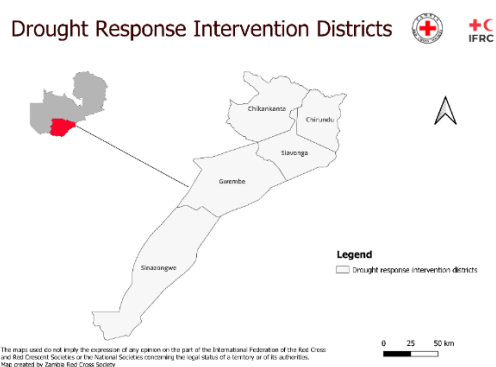 Drought Response Intervention Districts
IFRC
Chikankanta
Chirundu
Siavonga
Gwembe
Sinazongwe
Legend
Drought response intervention districts
0 25 50 km
The maps used do not imply the expression of any opinion on the part of the International Federation of the Red Cross
and Red Crescent Societies or the National Societies concerning the legal status of a territory or of its authorities.
Map created by Zambia Red Cross Society